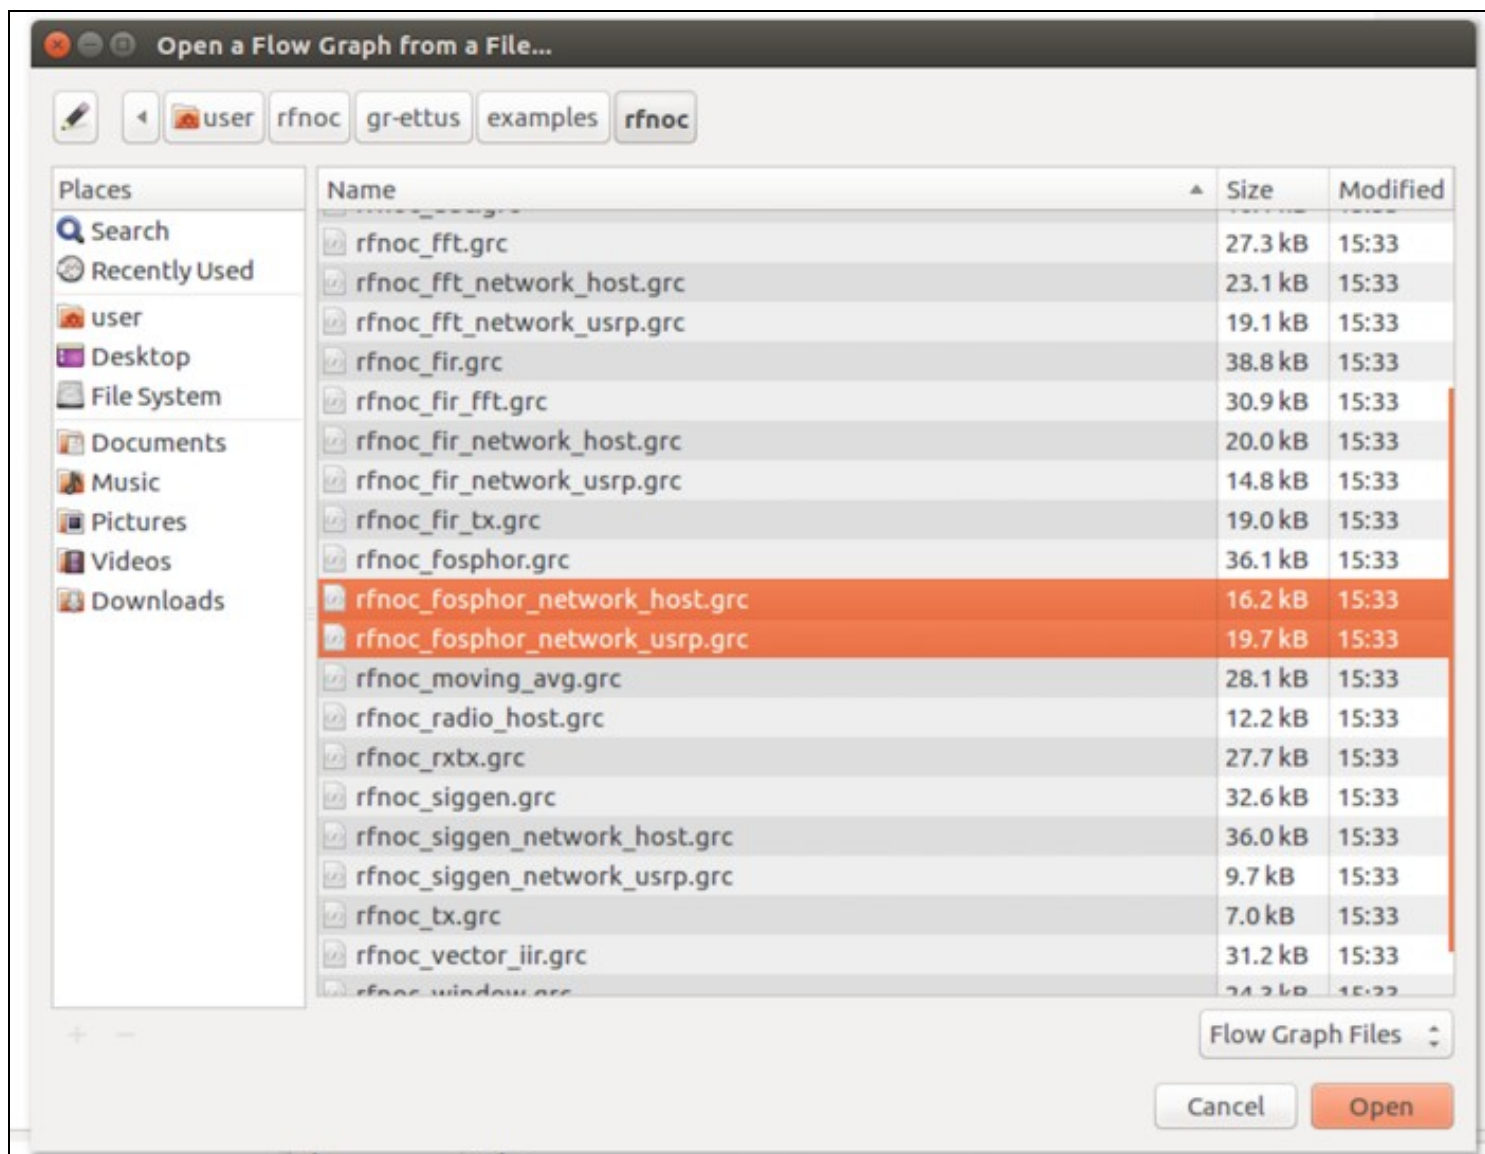 Open a Flow Graph from a File...
user rfnoc gr-ettus examples rfnoc
Places
Search
Recently Used
user
Desktop
File System
Documents
Music
Pictures
Videos
Downloads
Name Size Modified
rfnoc_fft.grc 27.3 kB 15:33
rfnoc_fft_network_host.grc 23.1 kB 15:33
rfnoc_fft_network_usrp.grc 19.1 kB 15:33
rfnoc_fir.grc 38.8 kB 15:33
rfnoc_fir_fft.grc 30.9 kB 15:33
rfnoc_fir_network_host.grc 20.0 kB 15:33
rfnoc_fir_network_usrp.grc 14.8 kB 15:33
rfnoc_fir_tx.grc 19.0 kB 15:33
rfnoc_fosphor.grc 36.1 kB 15:33
rfnoc_fosphor_network_host.grc 16.2 kB 15:33
rfnoc_fosphor_network_usrp.grc 19.7 kB 15:33
rfnoc_moving_avg.grc 28.1 kB 15:33
rfnoc_radio_host.grc 12.2 kB 15:33
rfnoc_rxtx.grc 27.7 kB 15:33
rfnoc_siggen.grc 32.6 kB 15:33
rfnoc_siggen_network_host.grc 36.0 kB 15:33
rfnoc_siggen_network_usrp.grc 9.7 kB 15:33
rfnoc_tx.grc 7.0 kB 15:33
rfnoc_vector_iir.grc 31.2 kB 15:33
rfnoc_window.grc 24.3 kB 15:33
Flow Graph Files
Cancel Open